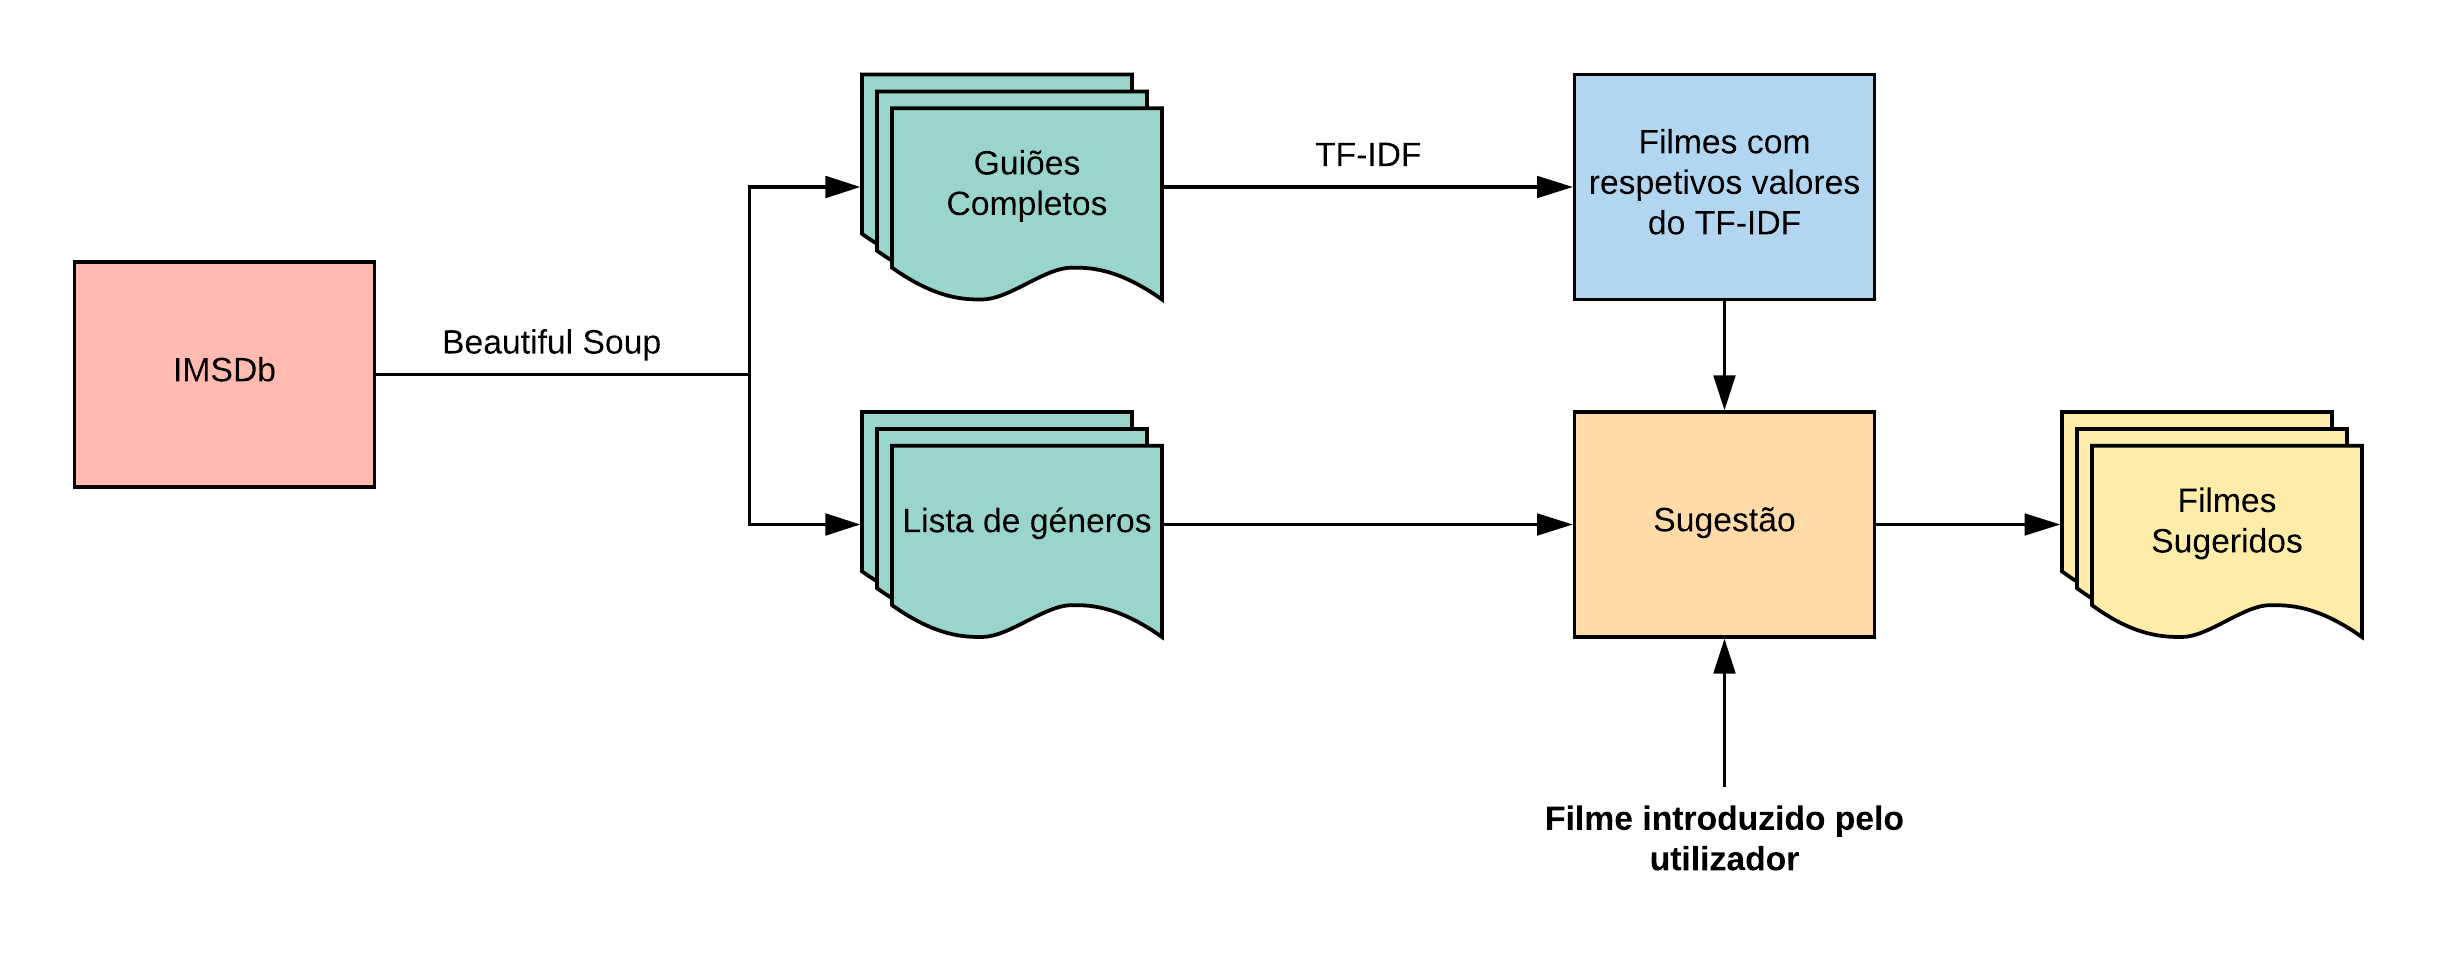 IMSDb
Beautiful Soup
Guiões
Completos
TF-IDF
Filmes com
respetivos valores
do TF-IDF
Lista de géneros
Sugestão
Filmes
Sugeridos
Filme introduzido pelo
utilizador